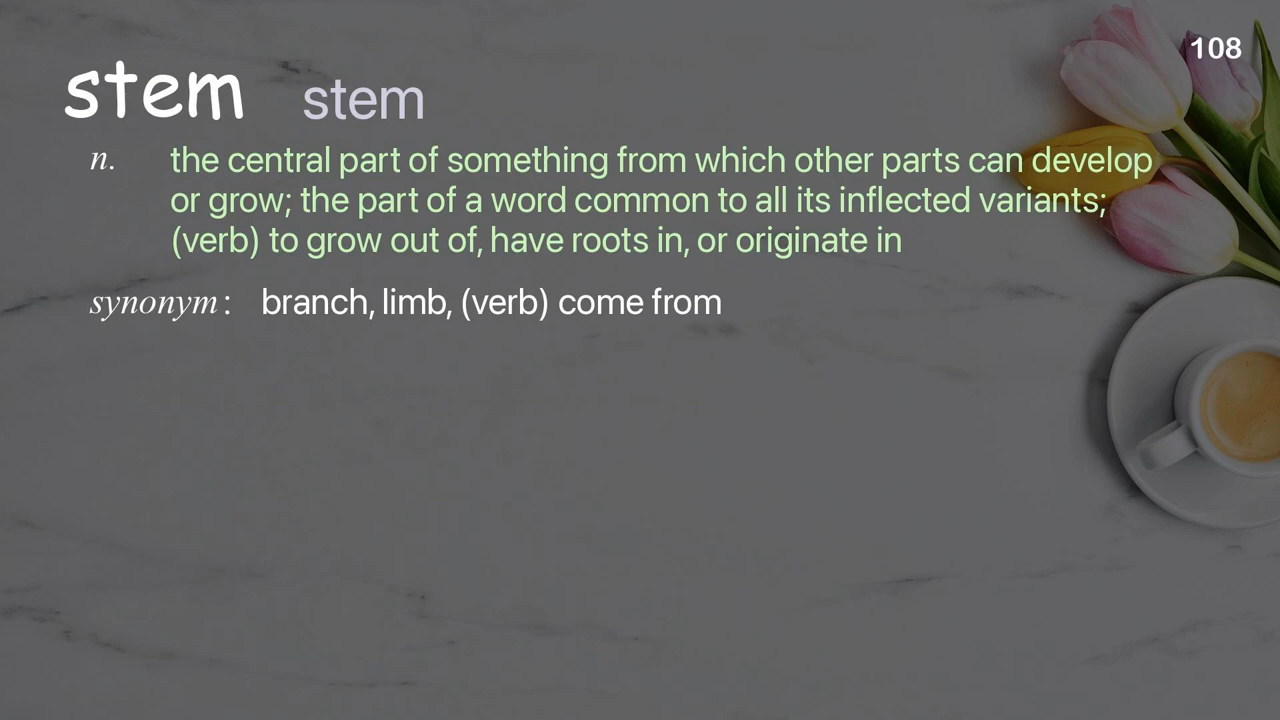 108
stem stem
n. the central part of something from which other parts can develop
or grow; the part of a word common to all its inflected variants;
(verb) to grow out of, have roots in, or originate in
synonym: branch, limb, (verb) come from